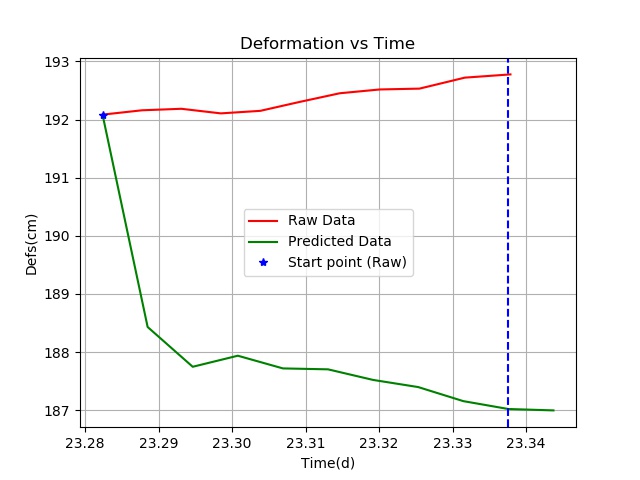 Deformation vs Time
Defs(cm)
193
192
191
190
189
188
187
Raw Data
Predicted Data
Start point (Raw)
23.28 23.29 23.30 23.31 23.32 23.33 23.34
Time(d)